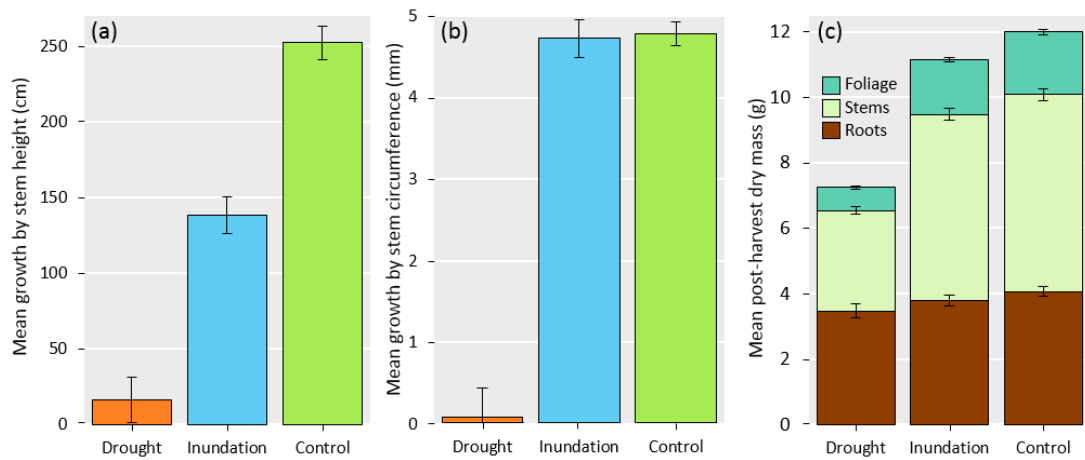 (a)
Mean growth by stem height (cm)
250
200
150
100
50
0
Drought Inundation Control
(b)
Mean growth by stem circumference (mm)
5
4
3
2
1
0
Drought Inundation Control
(c)
Mean post-harvest dry mass (g)
12
10
8
6
4
2
0
Foliage
Stems
Roots
Drought Inundation Control